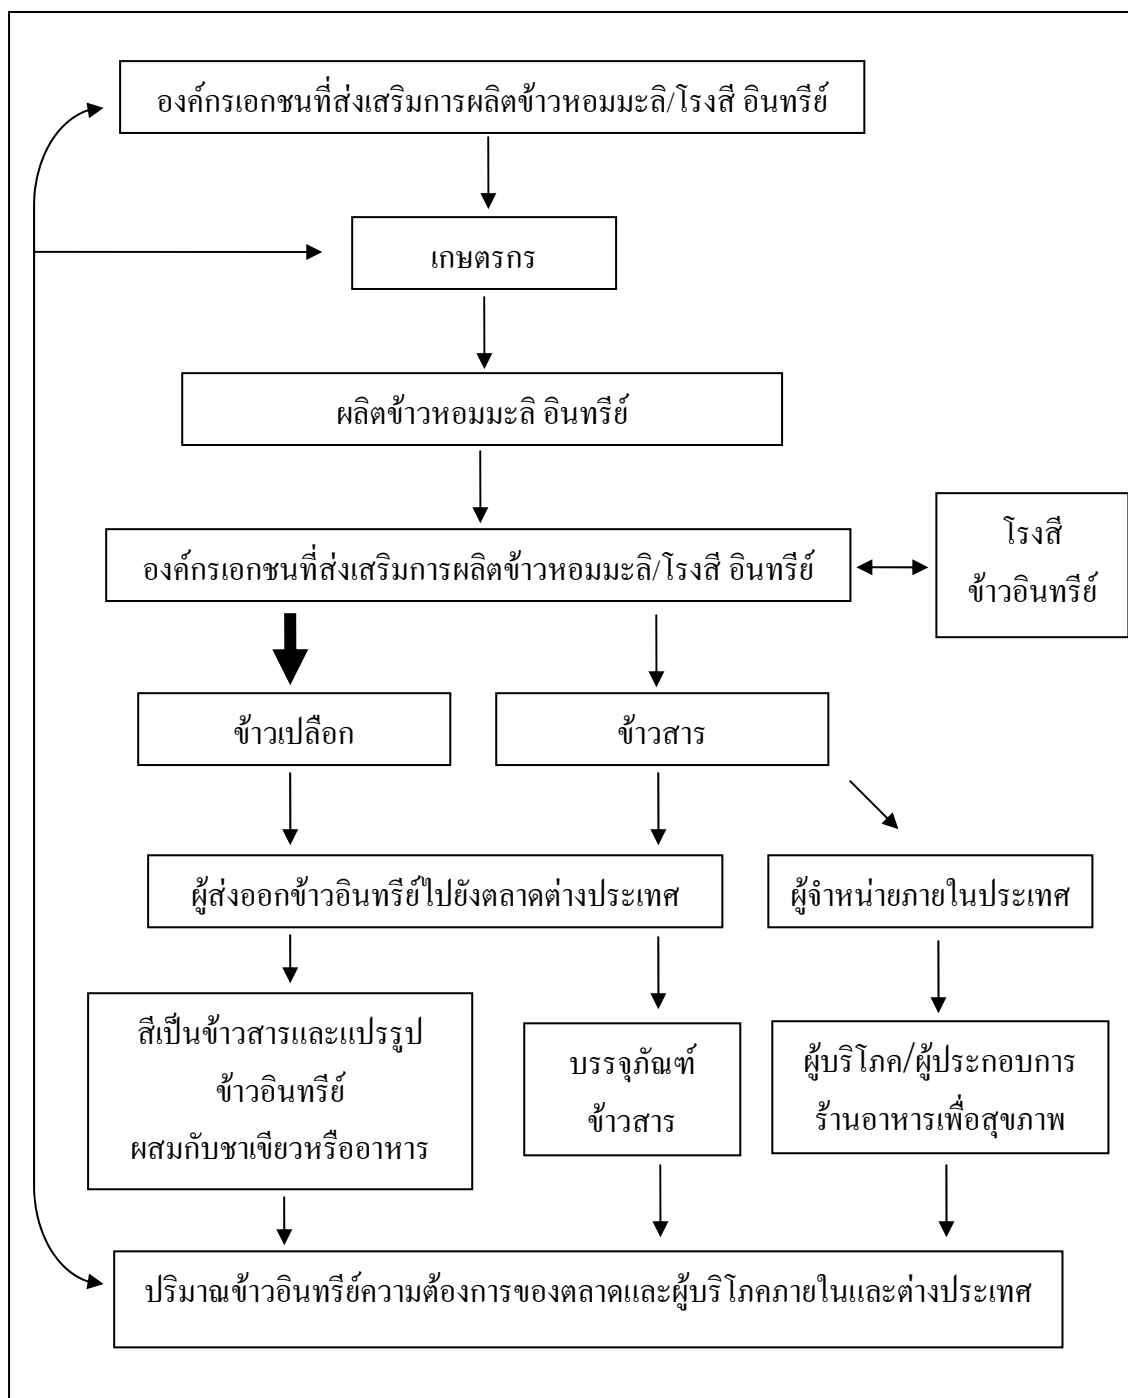 องค์กรเอกชนที่ส่งเสริมการผลิตข้าวหอมมะลิ/โรงสี อินทรีย์
เกษตรกร
ผลิตข้าวหอมมะลิ อินทรีย์
องค์กรเอกชนที่ส่งเสริมการผลิตข้าวหอมมะลิ/โรงสี อินทรีย์
โรงสี
ข้าวอินทรีย์
ข้าวเปลือก
ข้าวสาร
ผู้ส่งออกข้าวอินทรีย์ไปยังตลาดต่างประเทศ
ผู้จำหน่ายภายในประเทศ
สีเป็นข้าวสารและแปรรูป
ข้าวอินทรีย์
ผสมกับชาเขียวหรืออาหาร
บรรจุภัณฑ์
ข้าวสาร
ผู้บริโภค/ผู้ประกอบการ
ร้านอาหารเพื่อสุขภาพ
ปริมาณข้าวอินทรีย์ความต้องการของตลาดและผู้บริโภคภายในและต่างประเทศ